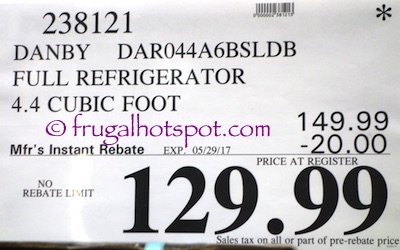 238121
*
DANBY DAR044A6BSLDB
FULL REFRIGERATOR
4.4 CUBIC FOOT
© frugalhotspot.com
149.99
Mfr's Instant Rebate EXP. 05/29/17 -20.00
PRICE AT REGISTER
NO
REBATE LIMIT
129.99
Sales tax on all or part of pre-rebate price